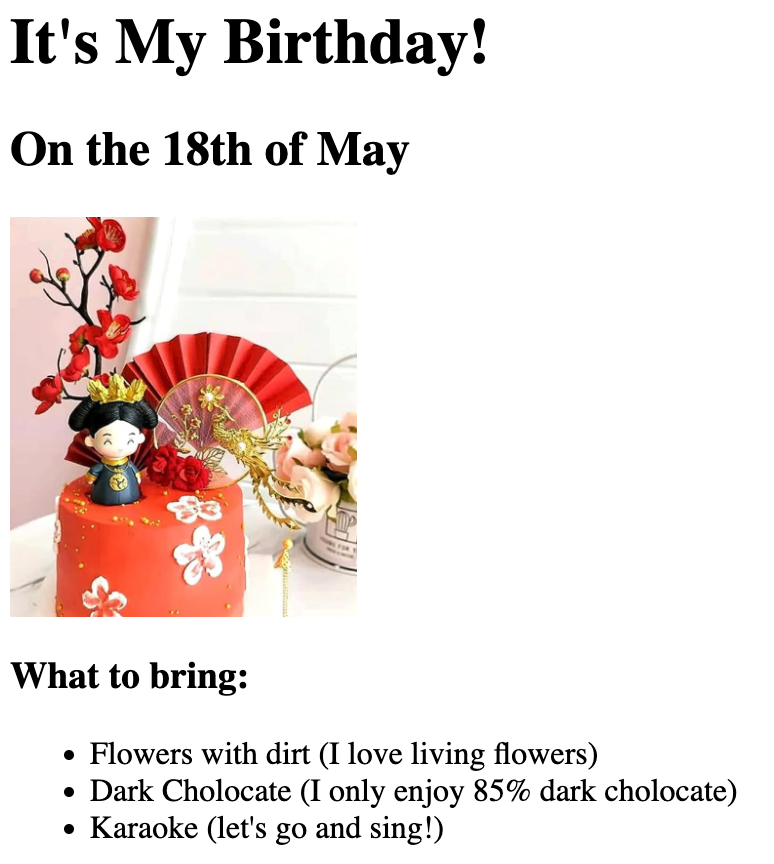 It's My Birthday!
On the 18th of May
What to bring:
• Flowers with dirt (I love living flowers)
• Dark Cholocate (I only enjoy 85% dark cholocate)
• Karaoke (let's go and sing!)